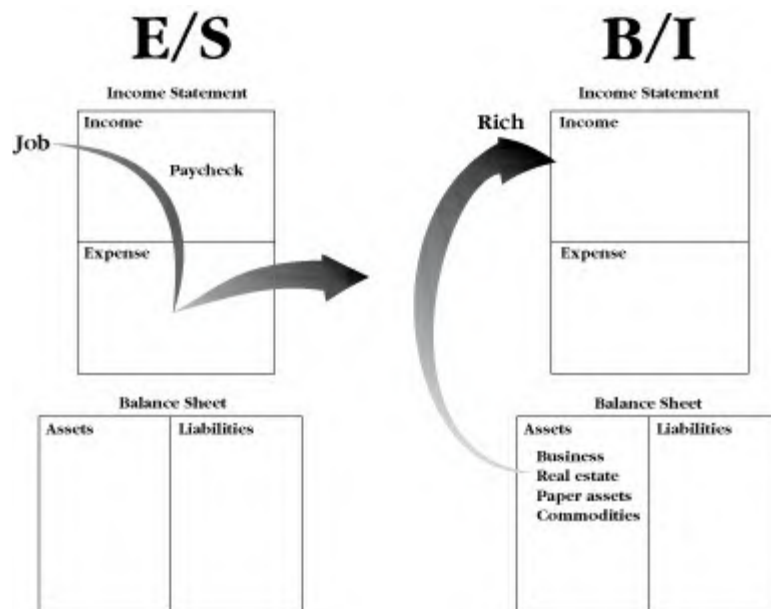 E/S
Income Statement
Income
Job
Paycheck
Expense
Balance Sheet
Assets
Liabilities
B/I
Income Statement
Rich
Income
Expense
Balance Sheet
Assets
Liabilities
Business
Real estate
Paper assets
Commodities